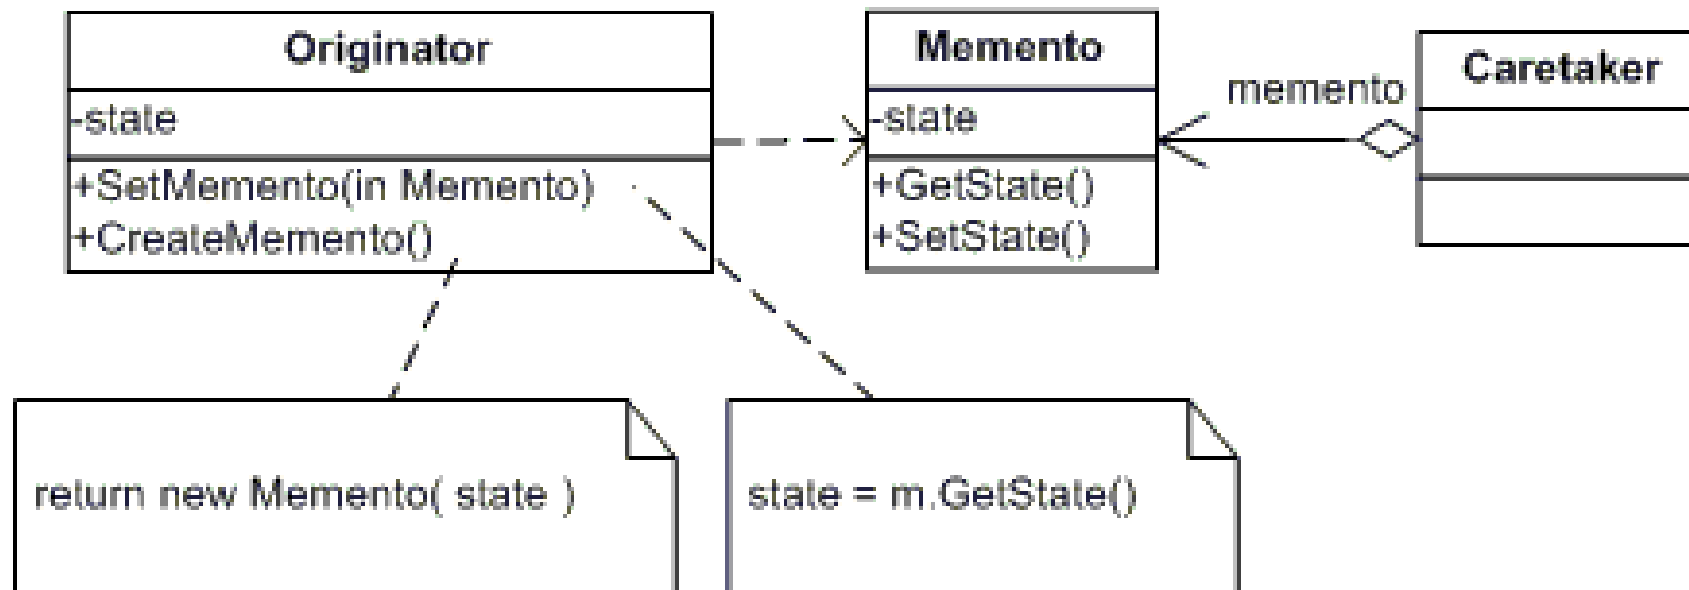 Originator
-state
+SetMemento(in Memento)
+CreateMemento()
Memento
-state
+GetState()
+SetState()
memento
Caretaker
return new Memento( state )
state = m.GetState()